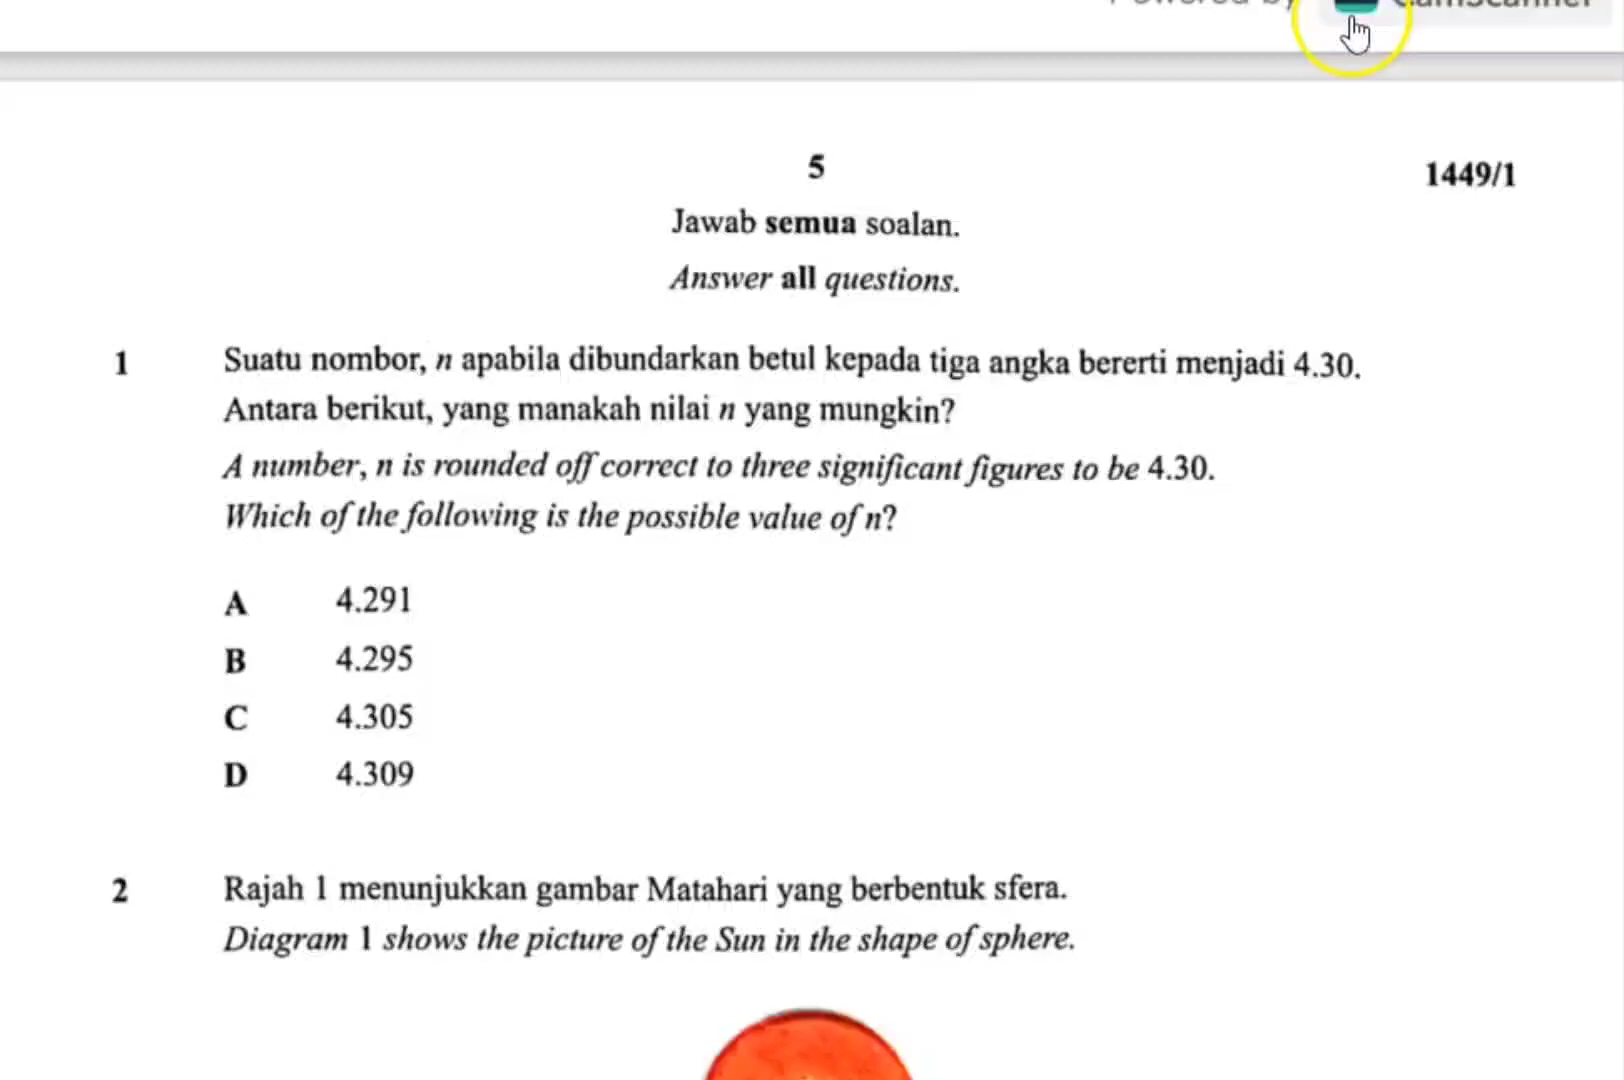 5
1449/1
Jawab semua soalan.
Answer all questions.
1 Suatu nombor, n apabila dibundarkan betul kepada tiga angka bererti menjadi 4.30.
Antara berikut, yang manakah nilai n yang mungkin?
A number, n is rounded off correct to three significant figures to be 4.30.
Which of the following is the possible value of n?
A 4.291
B 4.295
C 4.305
D 4.309
2 Rajah 1 menunjukkan gambar Matahari yang berbentuk sfera.
Diagram 1 shows the picture of the Sun in the shape of sphere.